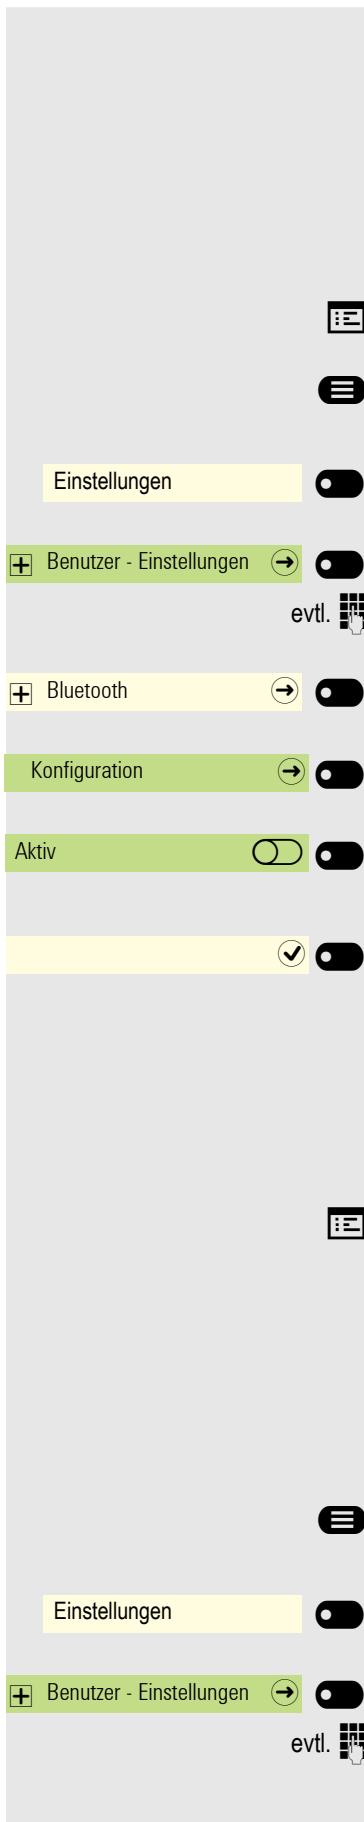 Einstellungen
Benutzer - Einstellungen
evtl.
Bluetooth
Konfiguration
Aktiv
Einstellungen
Benutzer - Einstellungen
evtl.